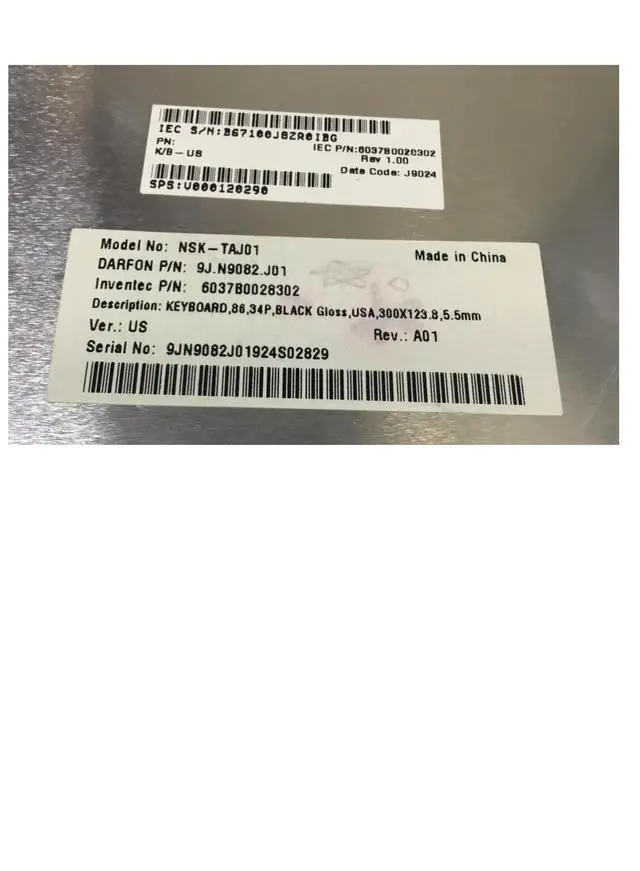 IEC S/N:B67100J8ZR0IBG
PN: IEC P/N:6037B0028302
K/B-US Rev 1.00
Date Code: J9024
SPS:V000120290
Model No: NSK-TAJ01 Made in China
DARFON P/N: 9J.N9082.J01
Inventec P/N: 6037B0028302
Description: KEYBOARD,86,34P,BLACK Gloss,USA,300X123.8,5.5mm
Ver.: US Rev.: A01
Serial No: 9JN9082J01924S02829